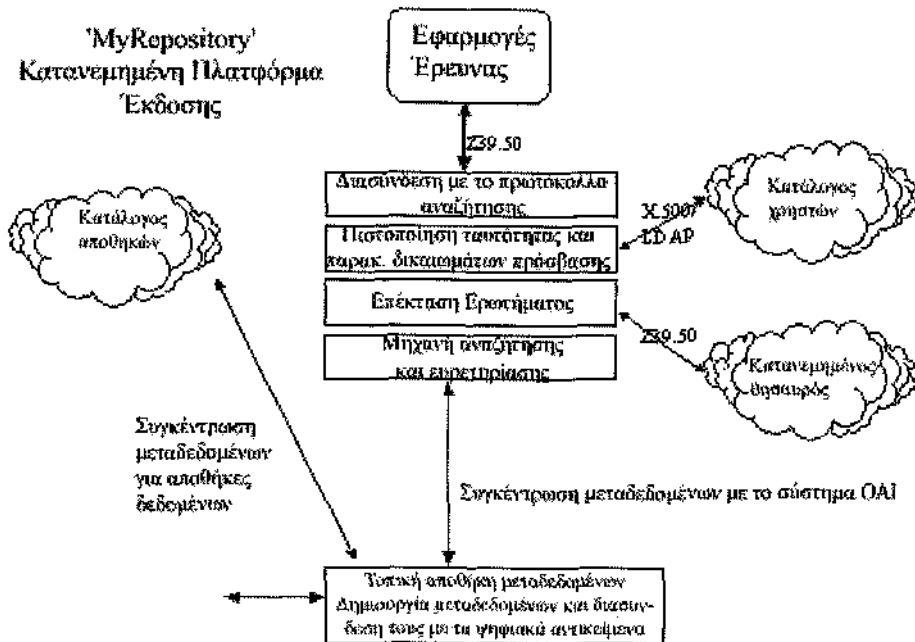 'MyRepository'
Κατανεμημένη Πλατφόρμα
Έκδοσης
Εφαρμογές
Έρευνας
Z39.50
Διασύνδεση με το πρωτόκολλο
αναζήτησης
Πιστοποίηση ταυτότητας και
παρακ. δικαιωμάτων πρόσβασης
Επέκταση Ερωτήματος
Μηχανή αναζήτησης
και ευρετηρίασης
X.500/
LDAP
Κατάλογος
χρηστών
Κατάλογος
αποθηκών
Z39.50
Κατανεμημένος
θησαυρός
Συγκέντρωση
μεταδεδομένων
για αποθήκες
δεδομένων
Συγκέντρωση μεταδεδομένων με το σύστημα OAI
Τοπική αποθήκη μεταδεδομένων
Δημιουργία μεταδεδομένων και διασυν-
δεση τους με τα ψηφιακά αντικείμενα